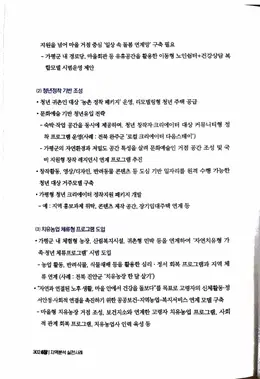 지원을 넘어 마을 거점 중심 '일상 속 돌봄 연계망' 구축 필요
- 가평군 내 경로당, 마을회관 등 유휴공간을 활용한 이동형 노인쉼터+건강상담 복
합모델 시범운영 제안
(2) 청년정착 기반 조성
• 청년 귀촌인 대상 '농촌 정착 패키지' 운영, 리모델링형 청년 주택 공급
• 문화예술 기반 청년유입 전략
- 숙박·작업 공간을 동시에 제공하여, 청년 창작자·크리에이터 대상 커뮤니티형 정
착 프로그램 운영(사례 : 전북 완주군 '로컬 크리에이터 다음스테이')
- 가평군의 자연환경과 저밀도 공간 특성을 살려 문화예술인 거점 공간 조성 및 국
비 지원형 창작 레지던시 연계 프로그램 추진
• 창작활동, 영상/디자인, 반려동물 콘텐츠 등 도심 기반 일자리를 원격 수행 가능한
청년 대상 거주모델 구축
• 가평형 청년 크리에이터 정착지원 패키지 개발
- 예 : 지역 홍보과제 위탁, 콘텐츠 제작 공간, 장기임대주택 연계 등
(3) 치유농업 체류형 프로그램 도입
• 가평군 내 체험형 농장, 산림복지시설, 귀촌형 민박 등을 연계하여 '자연치유형 가
족·청년 체류프로그램' 시범 도입
- 농업 활동, 반려식물, 식물재배 등을 활용한 심리·정서 회복 프로그램과 지역 체
류 연계 (사례 : 전북 진안군 '치유농장 한 달 살기')
• "자연과 연결된 노후생활, 마을 안에서 건강을 돌보다"를 목표로 고령자의 신체활동·정
서안정·사회적 연결을 촉진하기 위한 공공보건-지역농업-복지서비스 연계 모델 구축
- 마을형 치유농장 거점 조성, 보건지소와 연계한 고령자 치유농업 프로그램, 사회
적 관계 회복 프로그램, 치유농업사 인력 육성 등